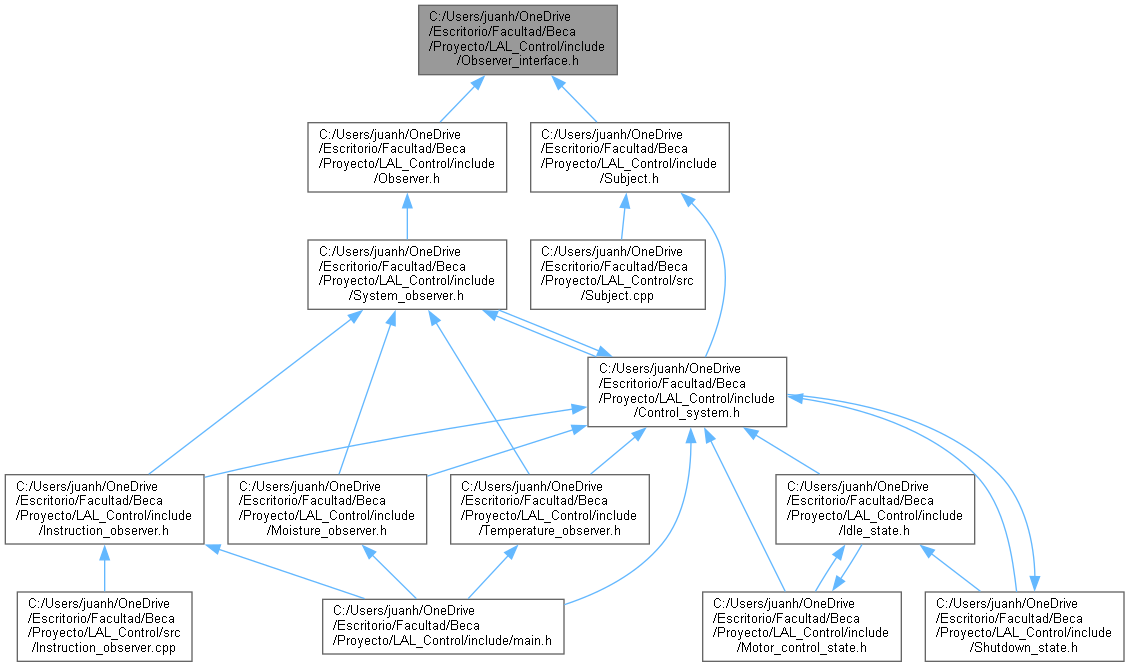 C:/Users/juanh/OneDrive
/Escritorio/Facultad/Beca
/Proyecto/LAL_Control/include
/Observer_interface.h
C:/Users/juanh/OneDrive
/Escritorio/Facultad/Beca
/Proyecto/LAL_Control/include
/Observer.h
C:/Users/juanh/OneDrive
/Escritorio/Facultad/Beca
/Proyecto/LAL_Control/include
/Subject.h
C:/Users/juanh/OneDrive
/Escritorio/Facultad/Beca
/Proyecto/LAL_Control/include
/System_observer.h
C:/Users/juanh/OneDrive
/Escritorio/Facultad/Beca
/Proyecto/LAL_Control/src
/Subject.cpp
C:/Users/juanh/OneDrive
/Escritorio/Facultad/Beca
/Proyecto/LAL_Control/include
/Control_system.h
C:/Users/juanh/OneDrive
/Escritorio/Facultad/Beca
/Proyecto/LAL_Control/include
/Instruction_observer.h
C:/Users/juanh/OneDrive
/Escritorio/Facultad/Beca
/Proyecto/LAL_Control/include
/Moisture_observer.h
C:/Users/juanh/OneDrive
/Escritorio/Facultad/Beca
/Proyecto/LAL_Control/include
/Temperature_observer.h
C:/Users/juanh/OneDrive
/Escritorio/Facultad/Beca
/Proyecto/LAL_Control/include
/Idle_state.h
C:/Users/juanh/OneDrive
/Escritorio/Facultad/Beca
/Proyecto/LAL_Control/src
/Instruction_observer.cpp
C:/Users/juanh/OneDrive
/Escritorio/Facultad/Beca
/Proyecto/LAL_Control/include/main.h
C:/Users/juanh/OneDrive
/Escritorio/Facultad/Beca
/Proyecto/LAL_Control/include
/Motor_control_state.h
C:/Users/juanh/OneDrive
/Escritorio/Facultad/Beca
/Proyecto/LAL_Control/include
/Shutdown_state.h